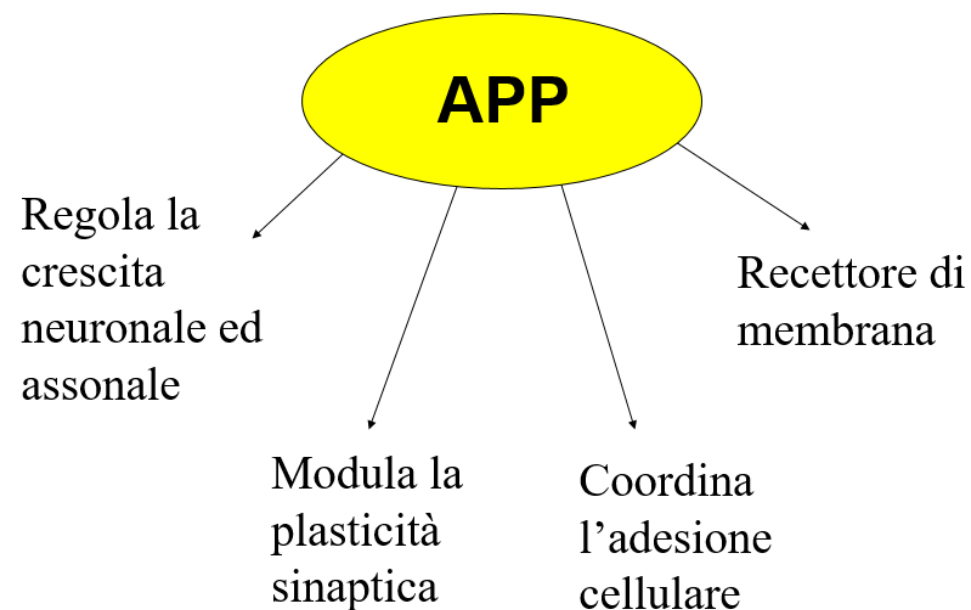 APP
Regola la
crescita
neuronale ed
assonale
Modula la
plasticità
sinaptica
Coordina
l’adesione
cellulare
Recettore di
membrana